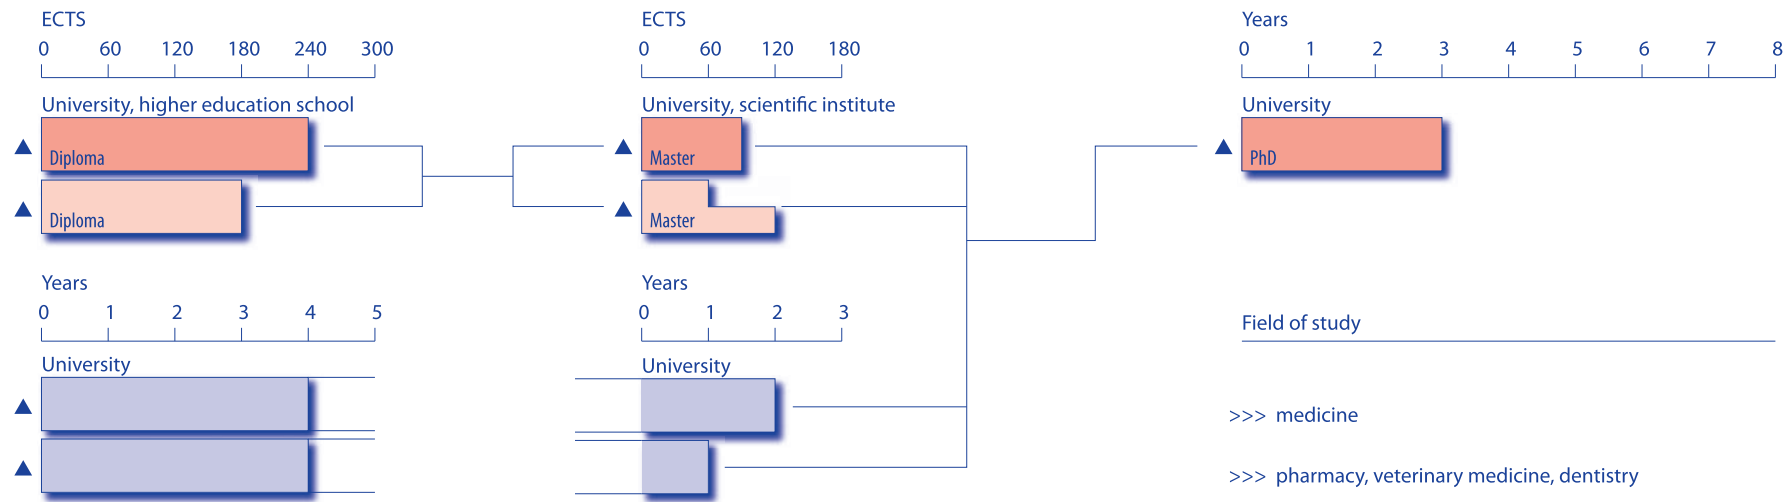 ECTS
0 60 120 180 240 300
University, higher education school
Diploma
Diploma
Years
0 1 2 3 4 5
University
ECTS
0 60 120 180
University, scientific institute
Master
Master
Years
0 1 2 3
University
Years
0 1 2 3 4 5 6 7 8
University
PhD
Field of study
>>> medicine
>>> pharmacy, veterinary medicine, dentistry